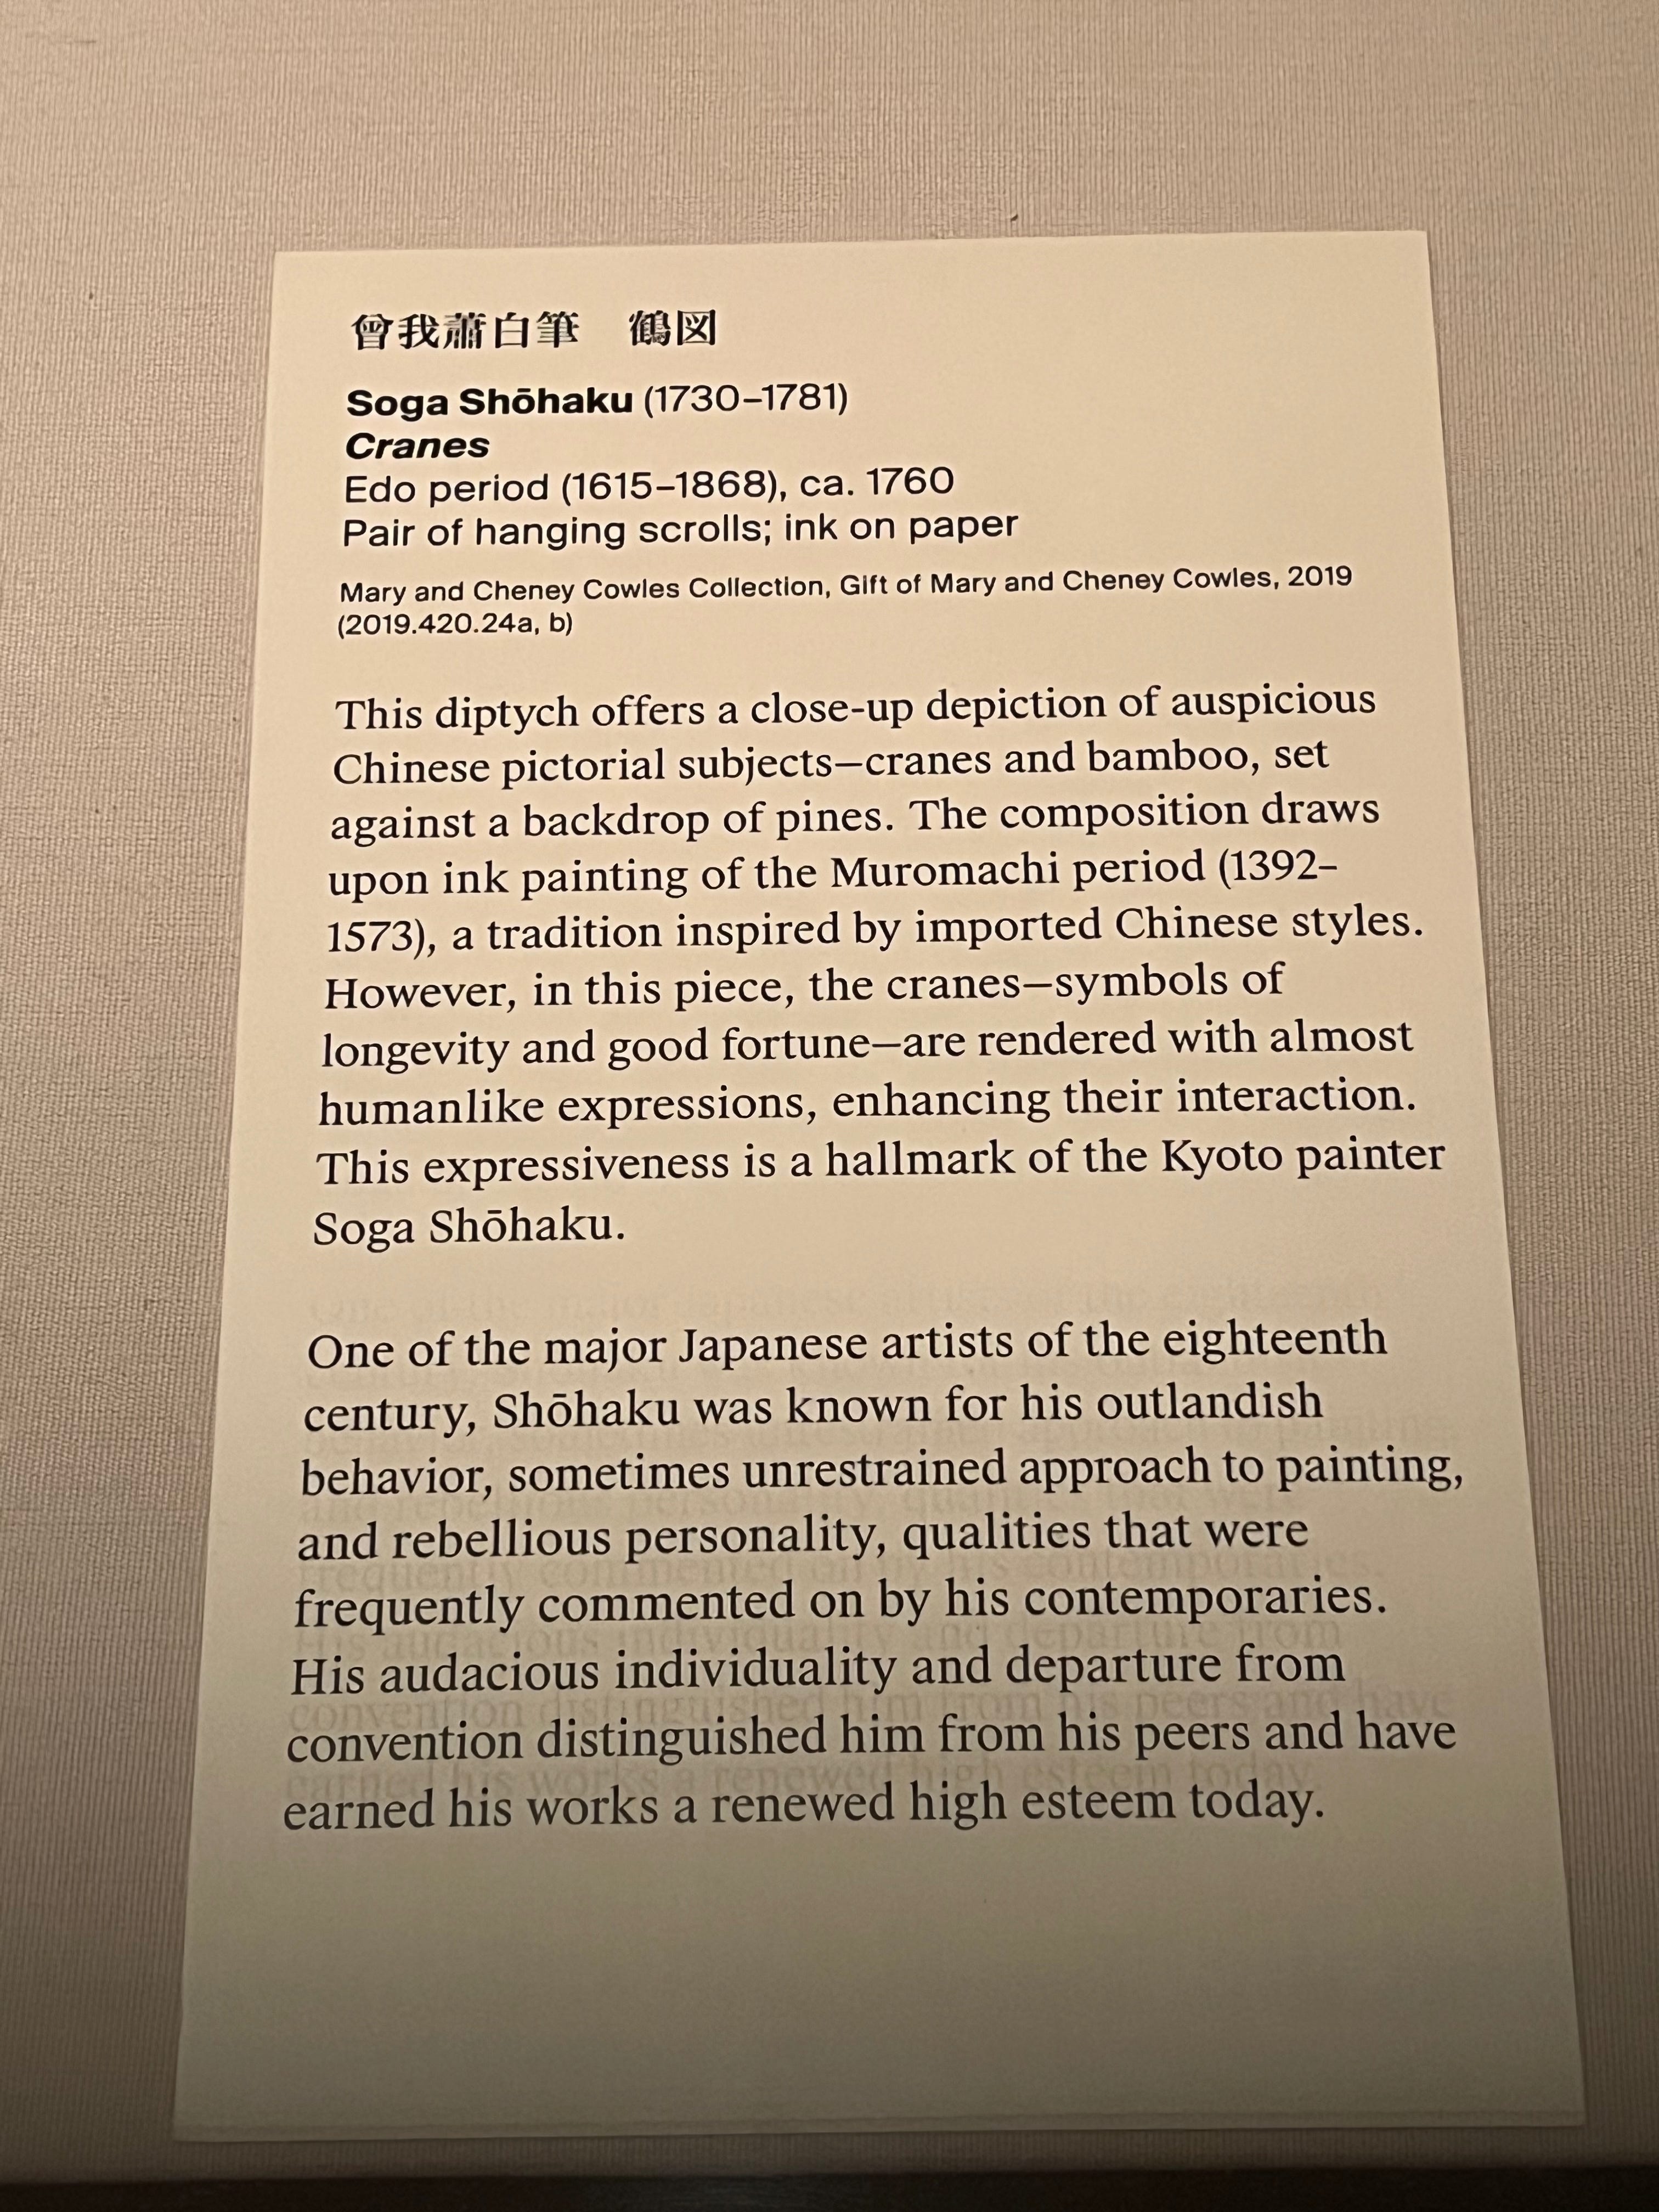 曾我蕭白筆　鶴図
Soga Shōhaku (1730–1781)
Cranes
Edo period (1615–1868), ca. 1760
Pair of hanging scrolls; ink on paper
Mary and Cheney Cowles Collection, Gift of Mary and Cheney Cowles, 2019
(2019.420.24a, b)
This diptych offers a close-up depiction of auspicious
Chinese pictorial subjects—cranes and bamboo, set
against a backdrop of pines. The composition draws
upon ink painting of the Muromachi period (1392–
1573), a tradition inspired by imported Chinese styles.
However, in this piece, the cranes—symbols of
longevity and good fortune—are rendered with almost
humanlike expressions, enhancing their interaction.
This expressiveness is a hallmark of the Kyoto painter
Soga Shōhaku.
One of the major Japanese artists of the eighteenth
century, Shōhaku was known for his outlandish
behavior, sometimes unrestrained approach to painting,
and rebellious personality, qualities that were
frequently commented on by his contemporaries.
His audacious individuality and departure from
convention distinguished him from his peers and have
earned his works a renewed high esteem today.